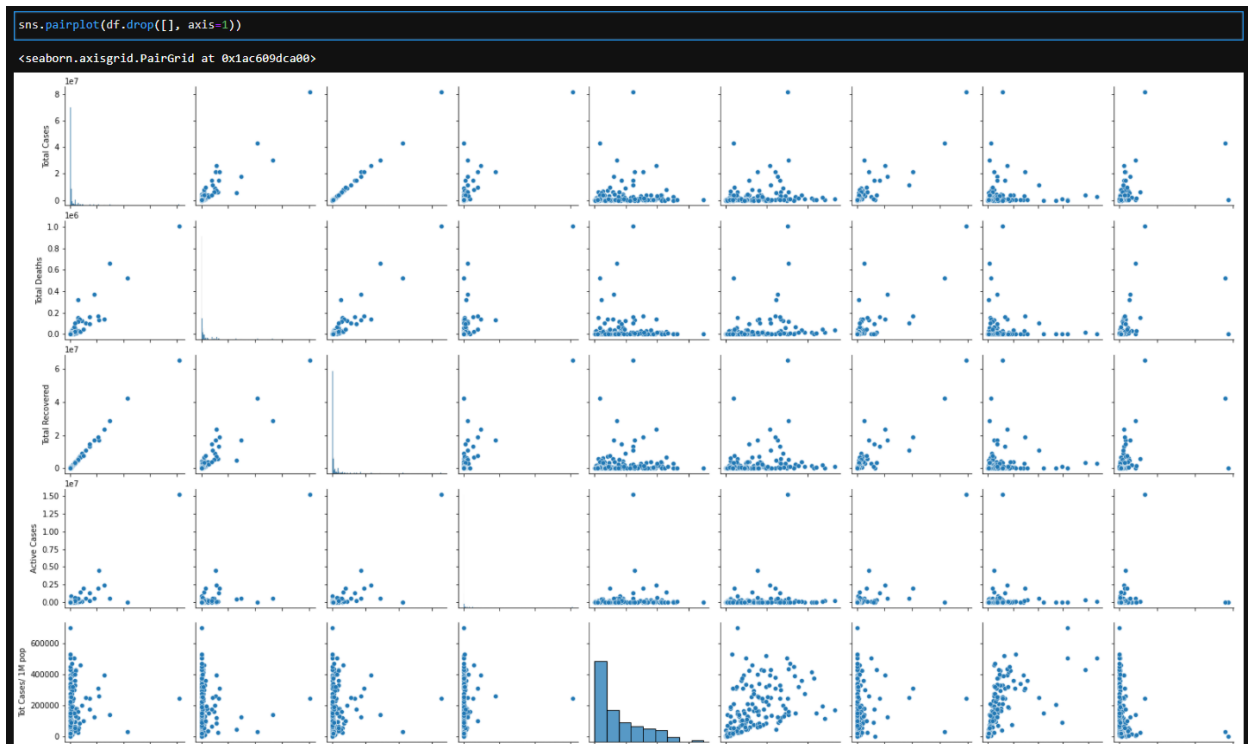 sns.pairplot(df.drop([], axis=1))
<seaborn.axisgrid.PairGrid at 0x1ac609dca00>
1e7
8
6
4
2
0
Total Cases
1e6
1.0
0.8
0.6
0.4
0.2
0.0
Total Deaths
1e7
6
4
2
0
Total Recovered
1e7
1.50
1.25
1.00
0.75
0.50
0.25
0.00
Active Cases
600000
400000
200000
0
Tot Cases/ 1M pop